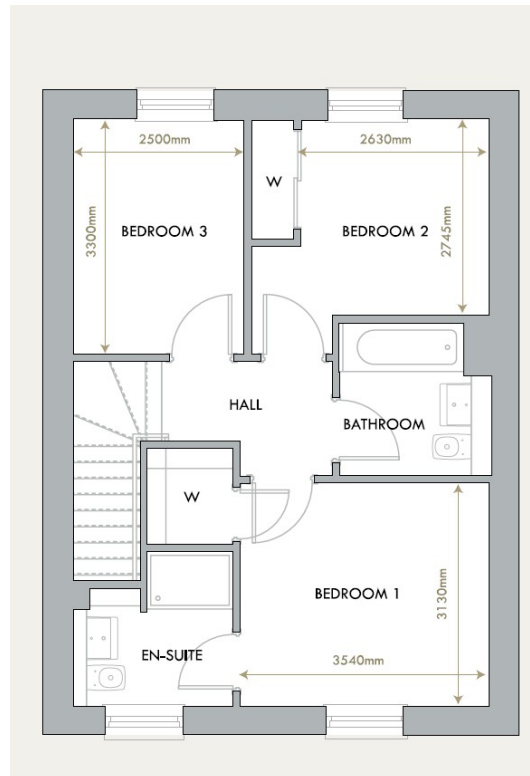 2500mm
2630mm
W
BEDROOM 3
BEDROOM 2
3300mm
2745mm
HALL
BATHROOM
W
BEDROOM 1
3130mm
EN-SUITE
3540mm